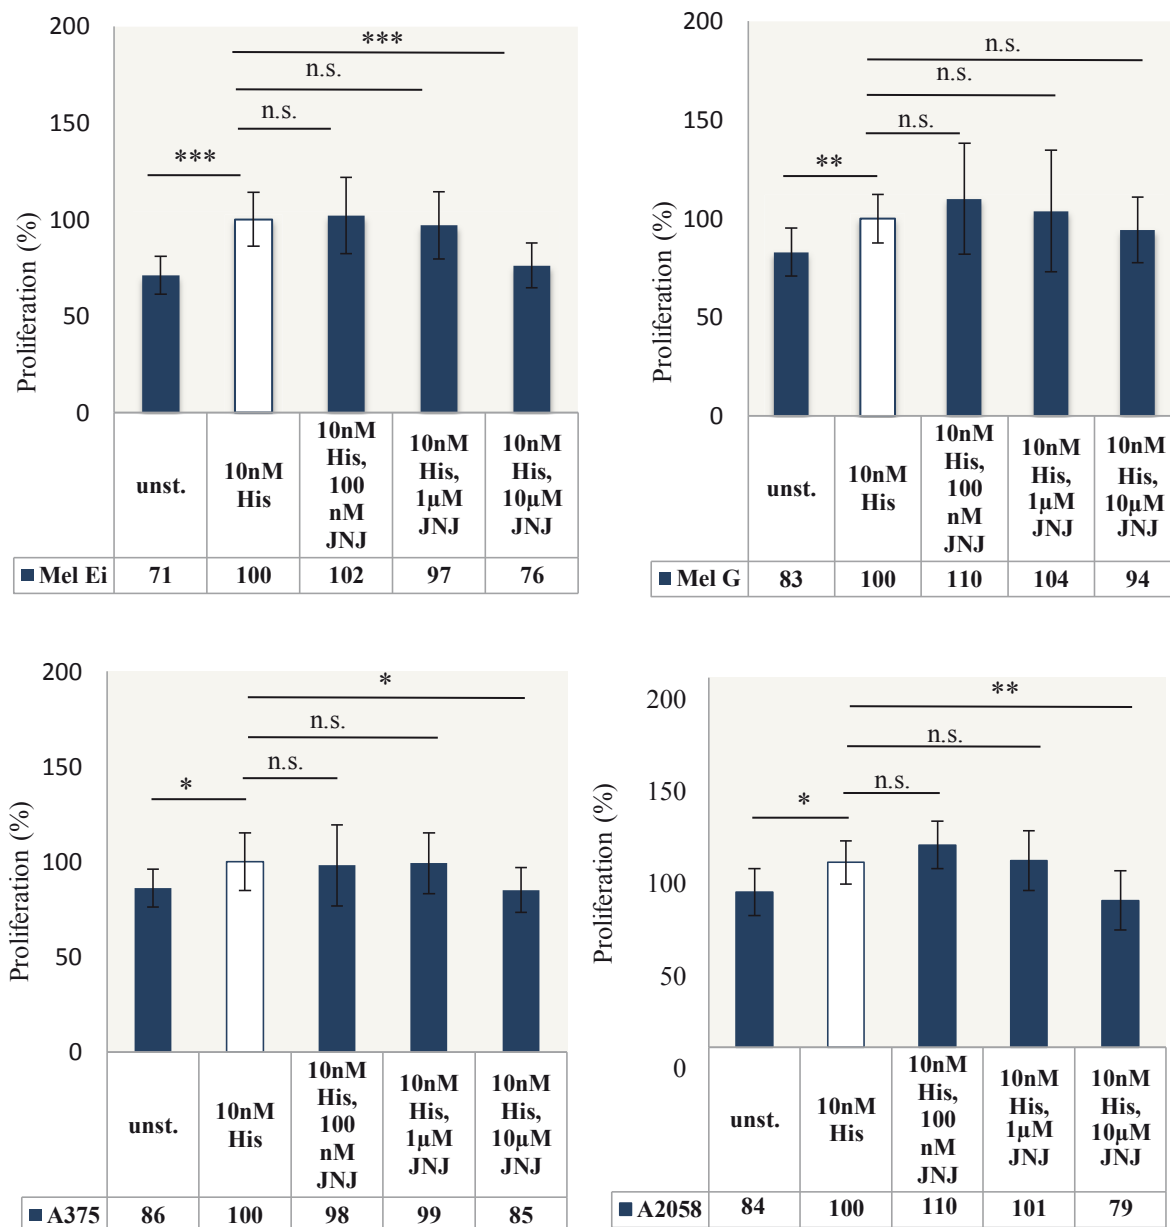 200
150
100
50
0
Proliferation (%)
***
n.s.
n.s.
***
unst.
10nM
His
10nM
His,
100
nM
JNJ
10nM
His,
1µM
JNJ
10nM
His,
10µM
JNJ
Mel Ei 71 100 102 97 76
200
150
100
50
0
Proliferation (%)
n.s.
n.s.
n.s.
**
unst.
10nM
His
10nM
His,
100
nM
JNJ
10nM
His,
1µM
JNJ
10nM
His,
10µM
JNJ
Mel G 83 100 110 104 94
200
150
100
50
0
Proliferation (%)
*
n.s.
n.s.
*
unst.
10nM
His
10nM
His,
100
nM
JNJ
10nM
His,
1µM
JNJ
10nM
His,
10µM
JNJ
A375 86 100 98 99 85
200
150
100
50
0
Proliferation (%)
**
n.s.
n.s.
*
unst.
10nM
His
10nM
His,
100
nM
JNJ
10nM
His,
1µM
JNJ
10nM
His,
10µM
JNJ
A2058 84 100 110 101 79